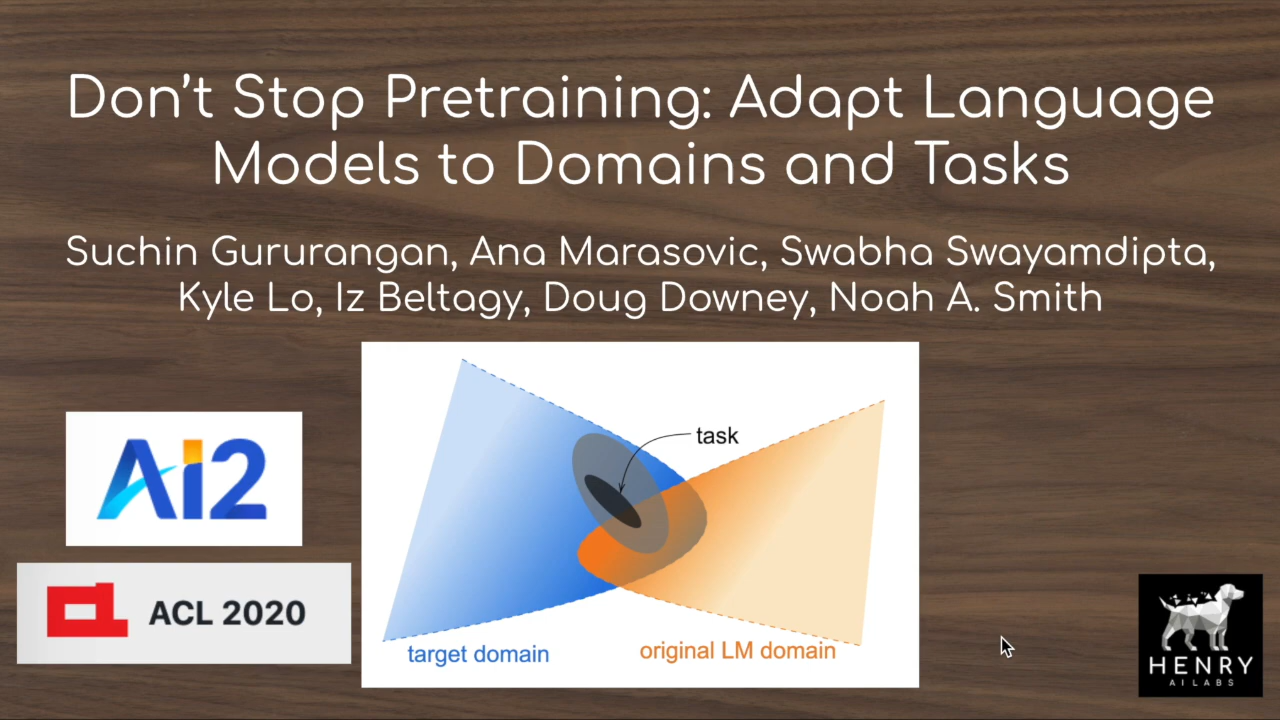 Don't Stop Pretraining: Adapt Language
Models to Domains and Tasks
Suchin Gururangan, Ana Marasovic, Swabha Swayamdipta,
Kyle Lo, Iz Beltagy, Doug Downey, Noah A. Smith
task
target domain
original LM domain
Ai2
ACL 2020
HENRY
AI LABS